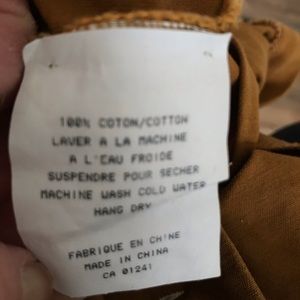 100% COTON/COTTON
LAVER A LA MACHINE
A L'EAU FROIDE
SUSPENDRE POUR SECHER
MACHINE WASH COLD WATER
HANG DRY
FABRIQUE EN CHINE
MADE IN CHINA
CA 01241